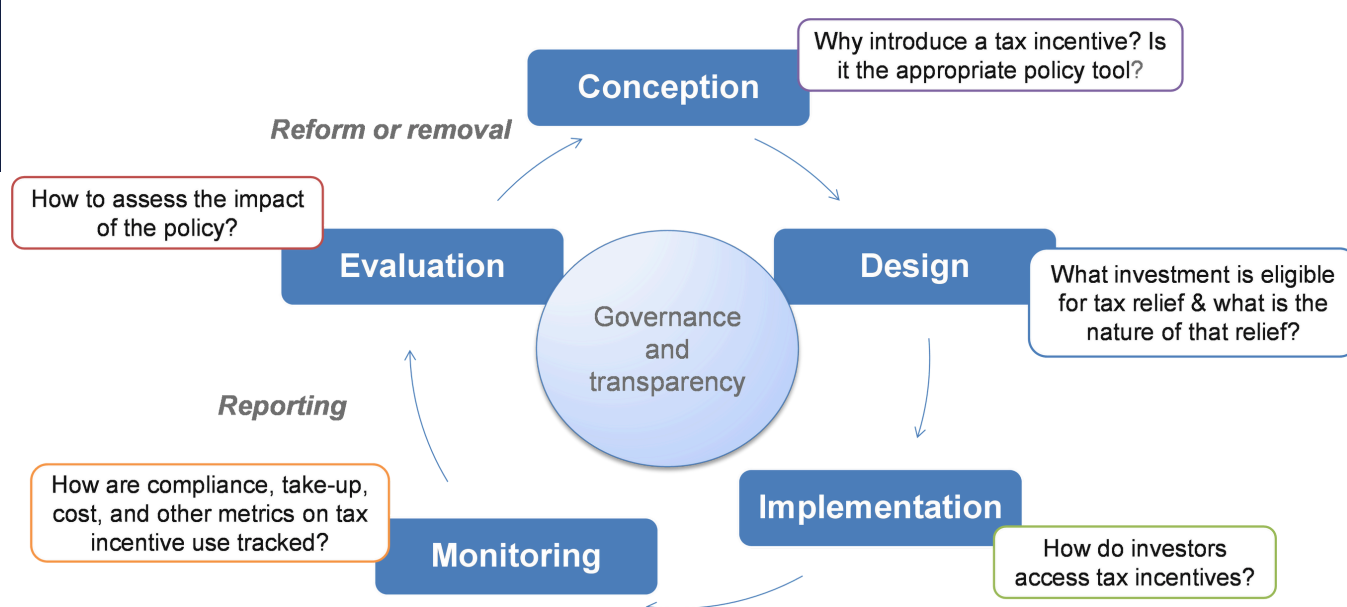 Conception
Why introduce a tax incentive? Is
it the appropriate policy tool?
Reform or removal
How to assess the impact
of the policy?
Evaluation
Design
What investment is eligible
for tax relief & what is the
nature of that relief?
Governance
and
transparency
Reporting
How are compliance, take-up,
cost, and other metrics on tax
incentive use tracked?
Monitoring
Implementation
How do investors
access tax incentives?